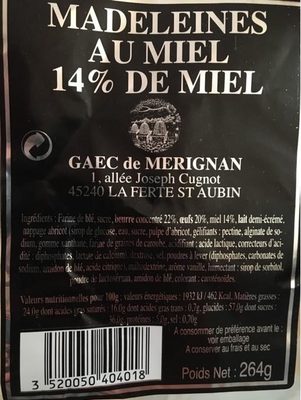 MADELEINES
AU MIEL
14% DE MIEL
GAEC de MERIGNAN
1, allée Joseph Cugnot
45240 LA FERTE ST AUBIN
Ingrédients : Farine de blé, sucre, beurre concentré 22%, œufs 20%, miel 14%, lait demi-écrémé,
nappage abricot (sirop de glucose, eau, sucre, pulpe d'abricot, gélifiants : pectine, alginate de so-
dium, gomme xanthane, farine de graines de caroube, acidifiant : acide lactique, correcteurs d'aci-
dité : diphosphates, lactate de calcium), dextrose, sel, poudres à lever (diphosphates, carbonates de
sodium, amidon de blé, acide citrique), maltodextrine, arôme vanille, humectant : sirop de sorbitol,
poudre de lactosérum, amidon de blé, colorant : caroténoïdes.
Valeurs nutritionnelles pour 100g : valeurs énergétiques : 1932 kJ / 462 Kcal, Matières grasses :
24.0g dont acides gras saturés : 16.0g dont acides gras trans : 0.7g, glucides : 57.0g dont sucres :
36.0g, protéines : 5.0g, sel : 0.70g
A consommer de préférence avant le :
voir emballage
A conserver au frais et au sec
Poids Net : 264g
3 520050 404018